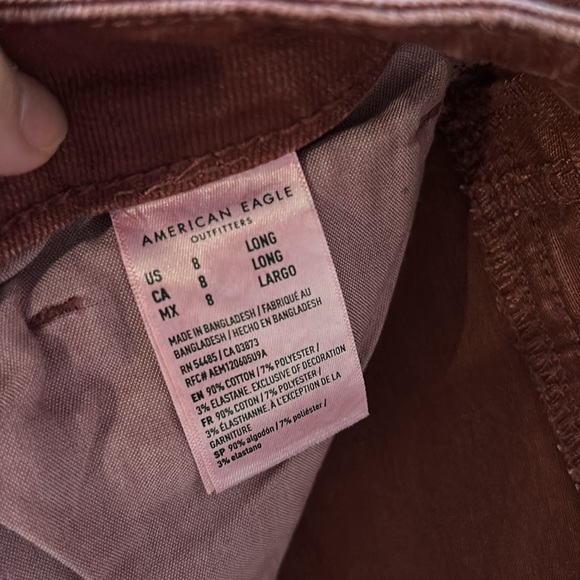 AMERICAN EAGLE
OUTFITTERS
US 8 LONG
CA 8 LONG
MX 8 LARGO
MADE IN BANGLADESH / FABRIQUÉ AU
BANGLADESH / HECHO EN BANGLADESH
RN 54485 / CA 03873
RFC# AEM120605U9A
EN 90% COTTON / 7% POLYESTER /
3% ELASTANE. EXCLUSIVE OF DECORATION
FR 90% COTON / 7% POLYESTER /
3% ÉLASTHANNE. À L'EXCEPTION DE LA
GARNITURE
SP 90% algodón / 7% poliéster /
3% elastano